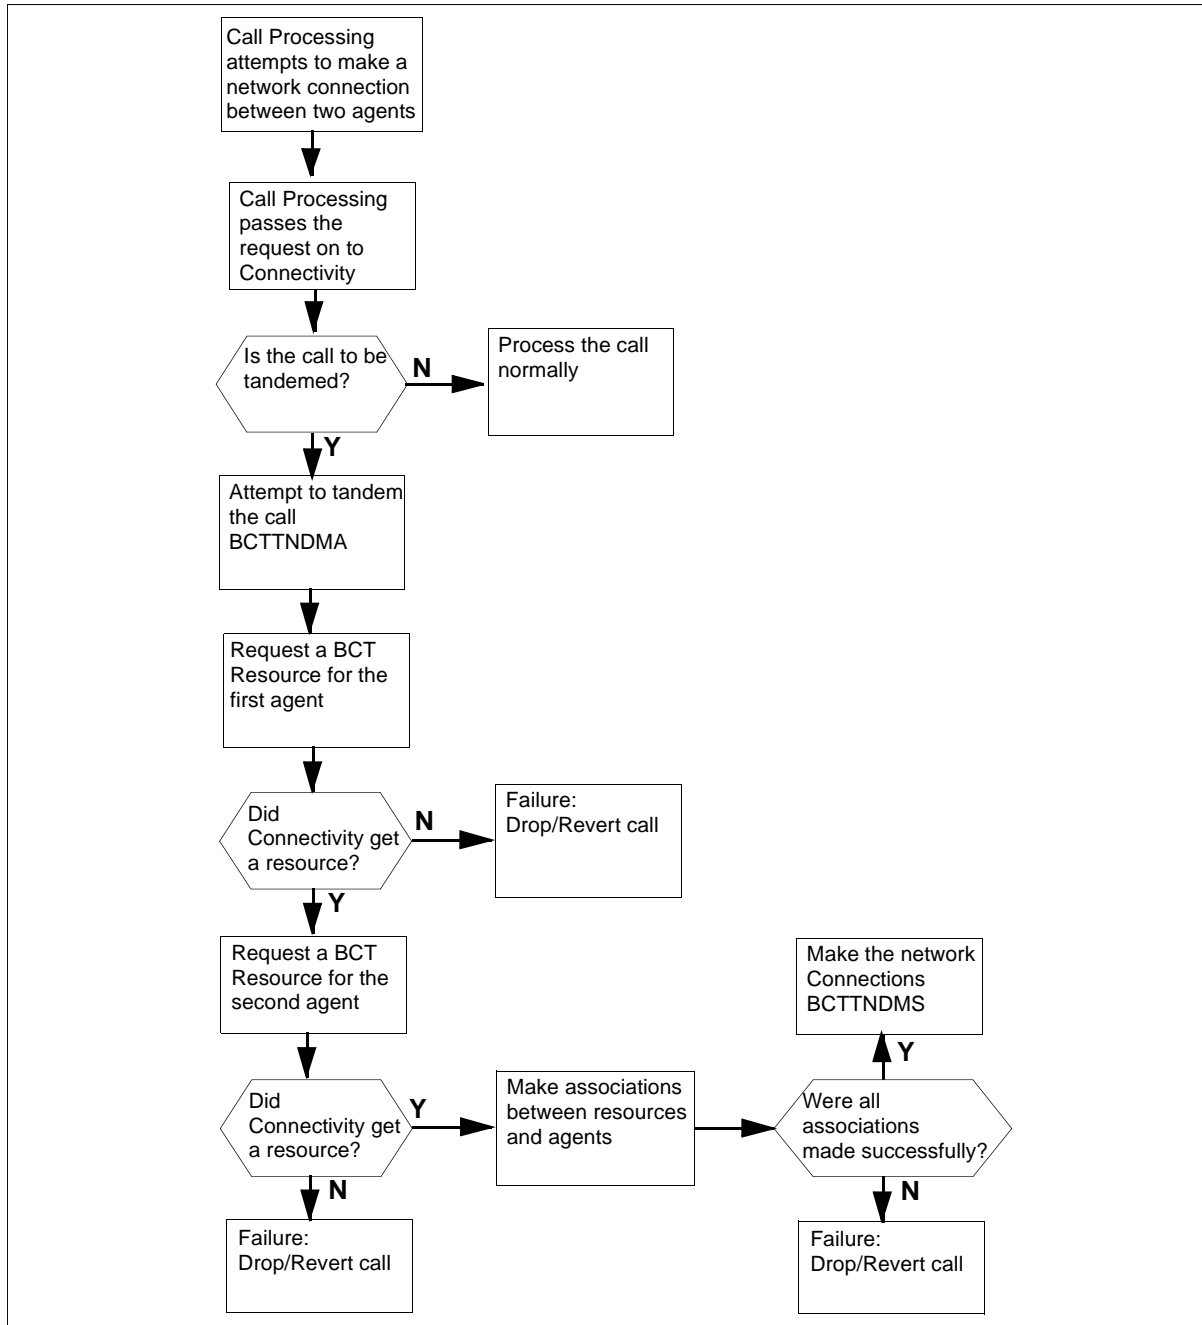 Call Processing
attempts to make a
network connection
between two agents
Call Processing
passes the
request on to
Connectivity
Is the call to be
tandemed?
N
Process the call
normally
Y
Attempt to tandem
the call
BCTTNDMA
Request a BCT
Resource for the
first agent
Did
Connectivity get
a resource?
N
Failure:
Drop/Revert call
Y
Request a BCT
Resource for the
second agent
Did
Connectivity get
a resource?
Y
Make associations
between resources
and agents
Were all
associations
made successfully?
Y
Make the network
Connections
BCTTNDMS
N
Failure:
Drop/Revert call
N
Failure:
Drop/Revert call